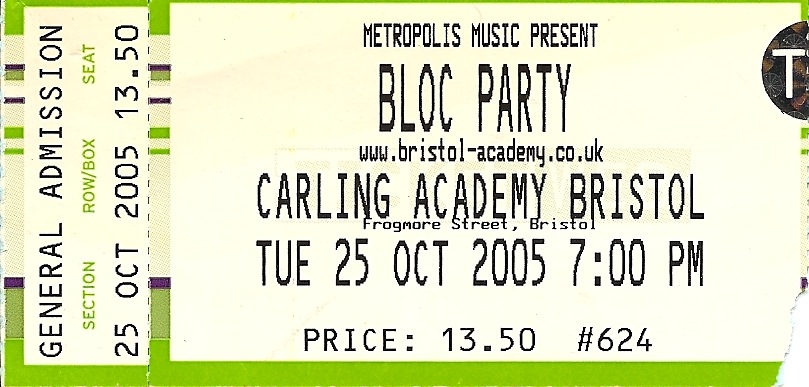 GENERAL ADMISSION
SECTION ROW/BOX SEAT
25 OCT 2005 13.50
METROPOLIS MUSIC PRESENT
BLOC PARTY
www.bristol-academy.co.uk
CARLING ACADEMY BRISTOL
Frogmore Street, Bristol
TUE 25 OCT 2005 7:00 PM
PRICE: 13.50 #624
T